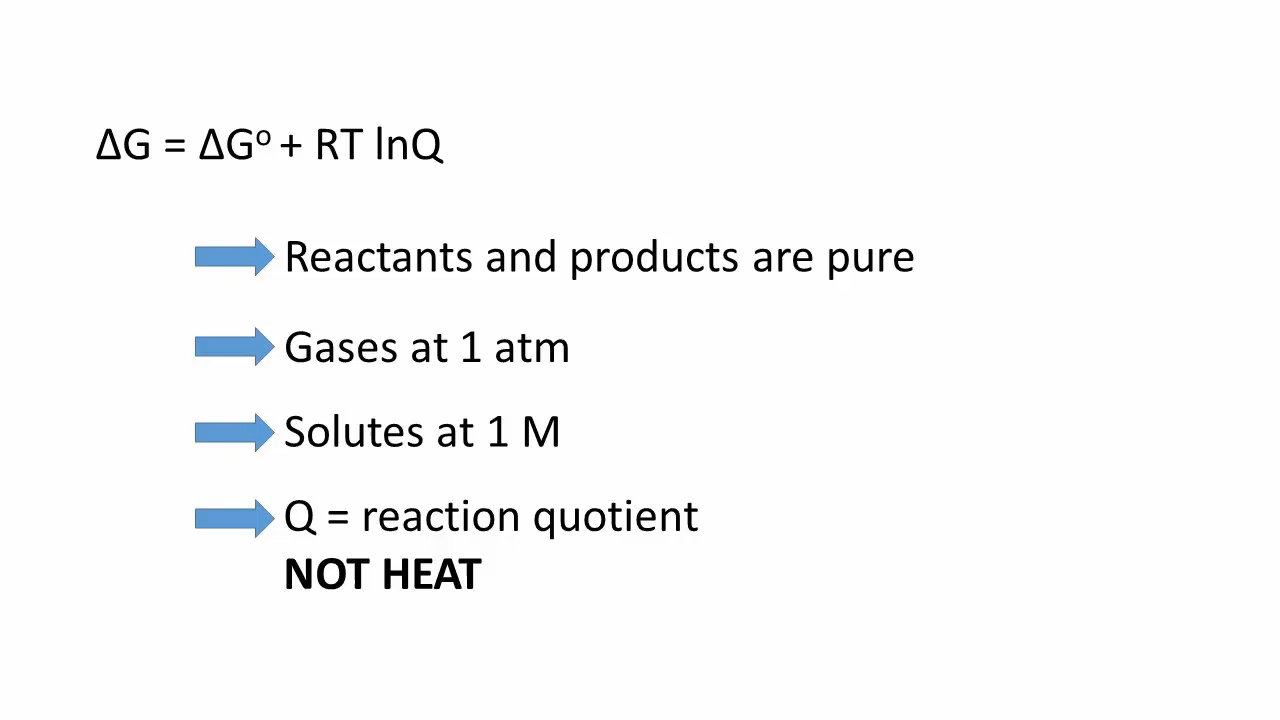 ΔG = ΔGᵒ + RT lnQ
Reactants and products are pure
Gases at 1 atm
Solutes at 1 M
Q = reaction quotient
NOT HEAT